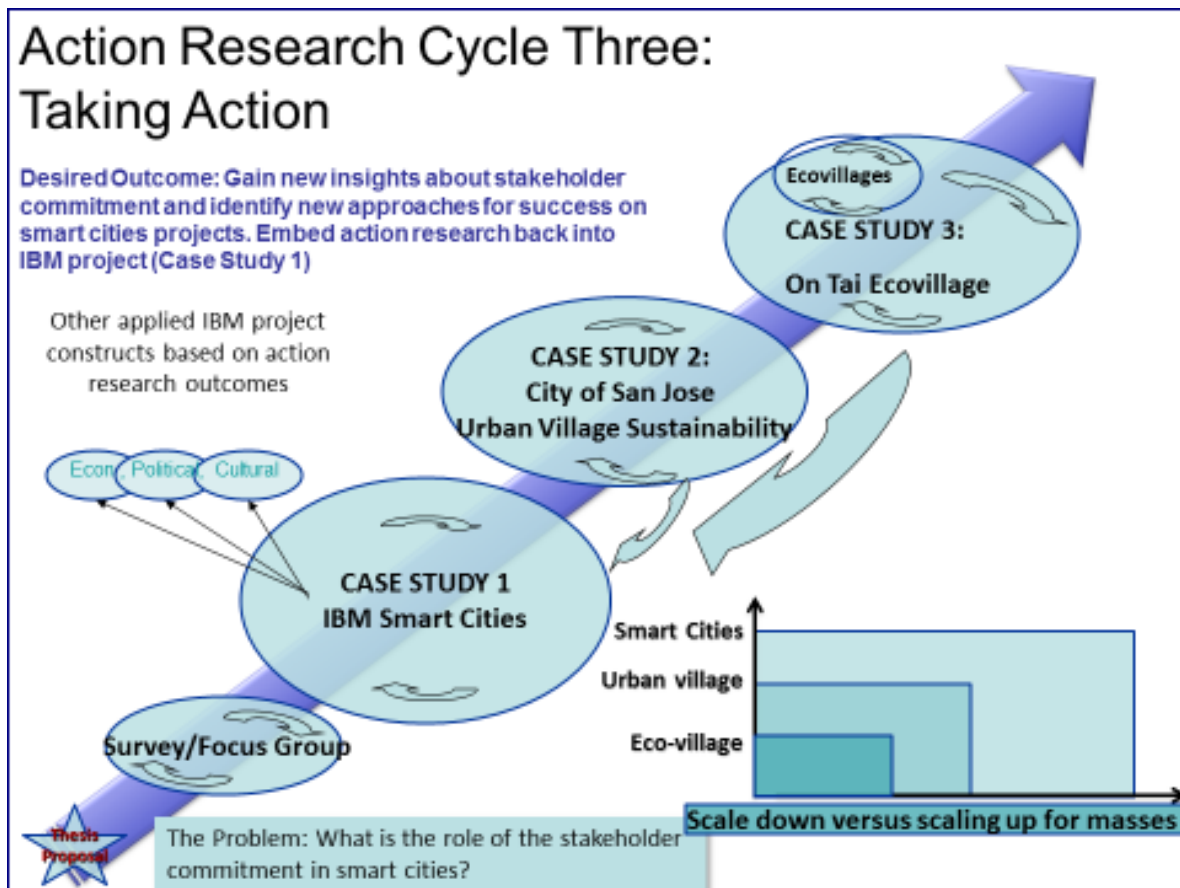 Action Research Cycle Three:
Taking Action
Desired Outcome: Gain new insights about stakeholder
commitment and identify new approaches for success on
smart cities projects. Embed action research back into
IBM project (Case Study 1)
Other applied IBM project
constructs based on action
research outcomes
Ecovillages
CASE STUDY 3:
On Tai Ecovillage
CASE STUDY 2:
City of San Jose
Urban Village Sustainability
Econ, Political, Cultural
CASE STUDY 1
IBM Smart Cities
Survey/Focus Group
Smart Cities
Urban village
Eco-village
Scale down versus scaling up for masses
Thesis
Proposal
The Problem: What is the role of the stakeholder
commitment in smart cities?